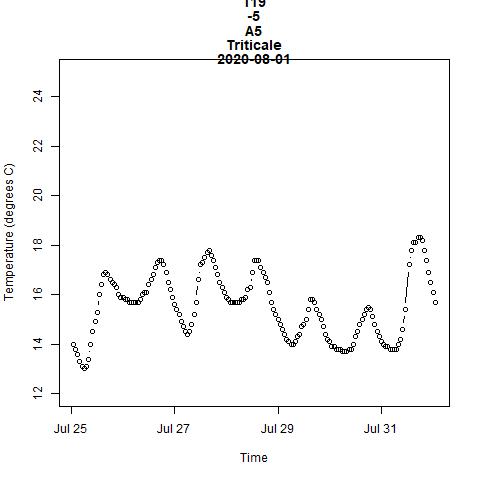 T19
-5
A5
Triticale
2020-08-01
24
22
20
18
16
14
12
Temperature (degrees C)
Jul 25
Jul 27
Jul 29
Jul 31
Time